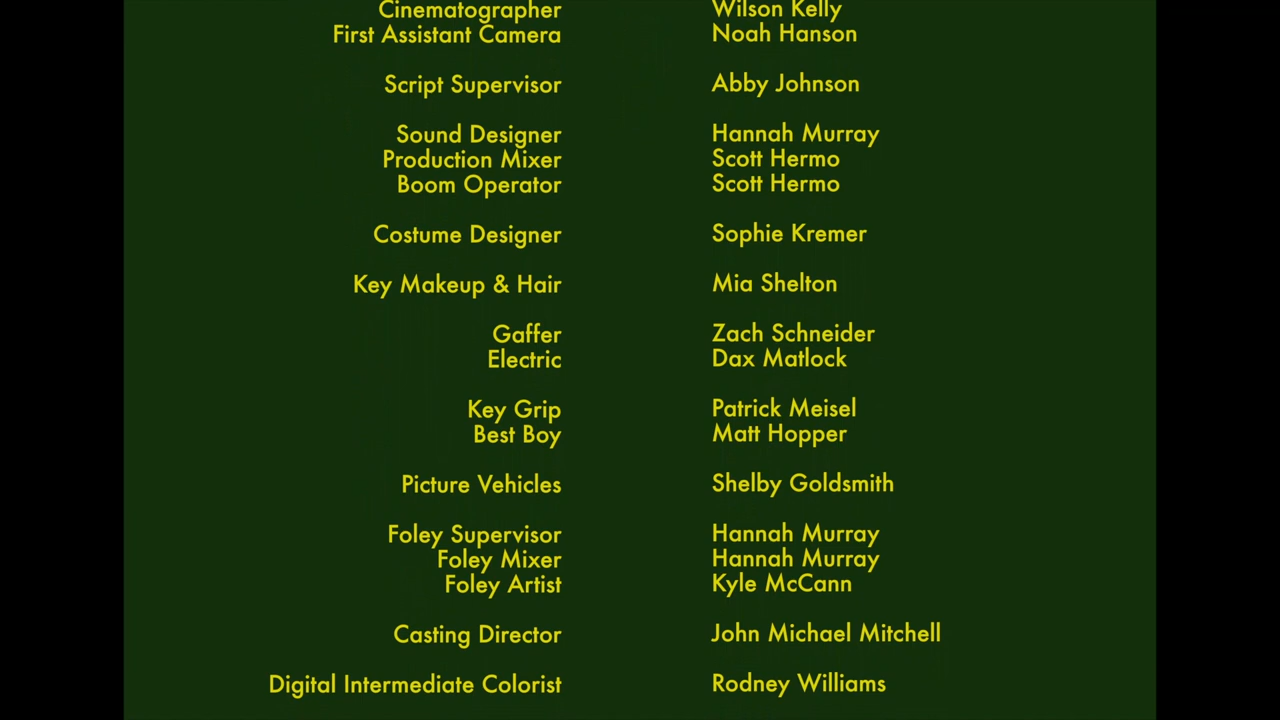 Cinematographer Wilson Kelly
First Assistant Camera Noah Hanson
Script Supervisor Abby Johnson
Sound Designer Hannah Murray
Production Mixer Scott Hermo
Boom Operator Scott Hermo
Costume Designer Sophie Kremer
Key Makeup & Hair Mia Shelton
Gaffer Zach Schneider
Electric Dax Matlock
Key Grip Patrick Meisel
Best Boy Matt Hopper
Picture Vehicles Shelby Goldsmith
Foley Supervisor Hannah Murray
Foley Mixer Hannah Murray
Foley Artist Kyle McCann
Casting Director John Michael Mitchell
Digital Intermediate Colorist Rodney Williams